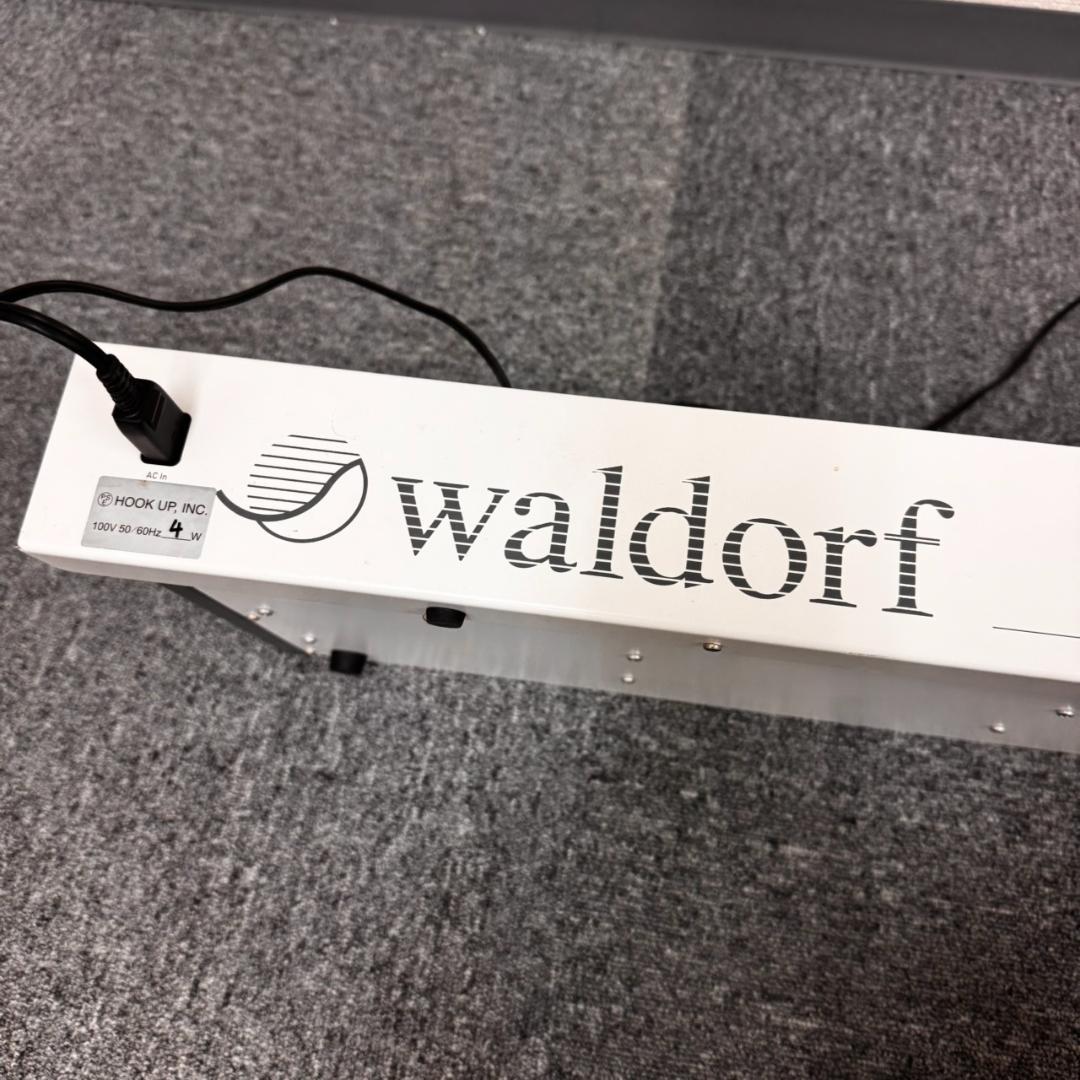 AC In
HOOK UP, INC.
100V 50/60Hz 4 W
waldorf